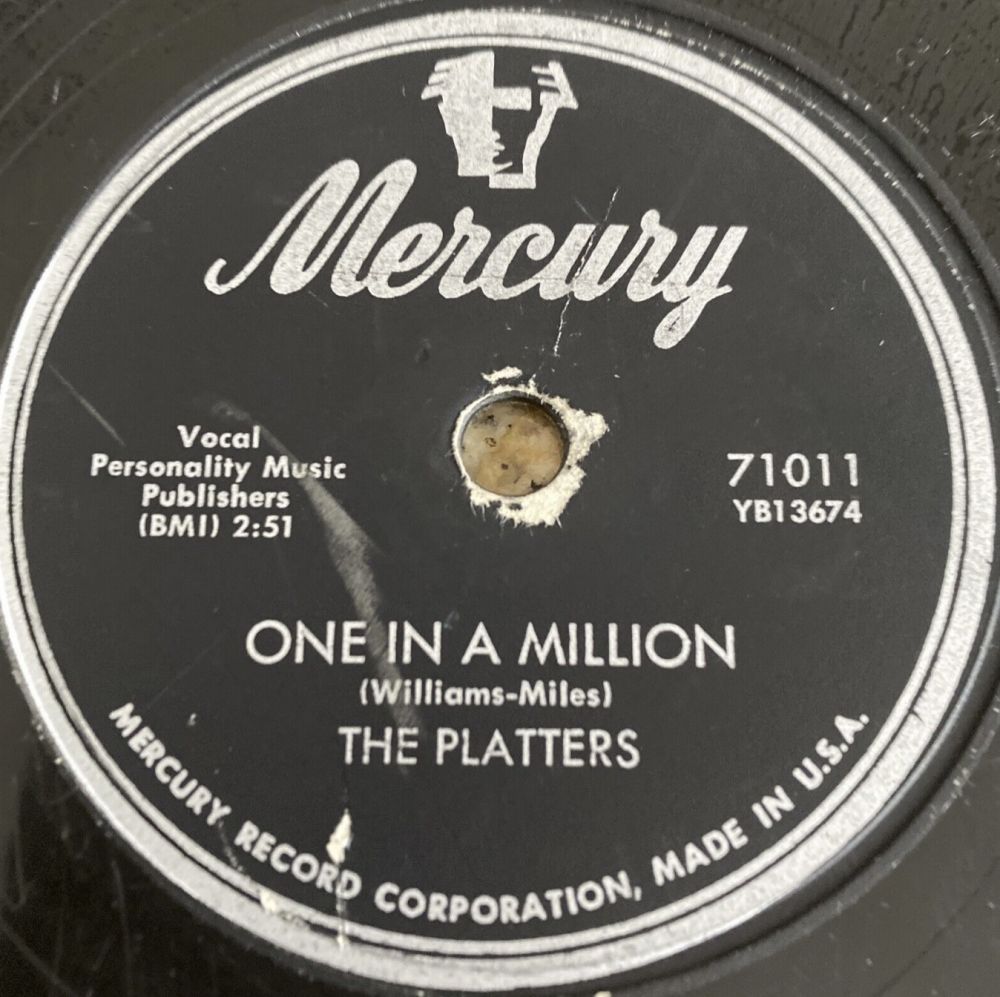 Mercury
Vocal
Personality Music
Publishers
(BMI) 2:51
71011
YB13674
ONE IN A MILLION
(Williams-Miles)
THE PLATTERS
MERCURY RECORD CORPORATION, MADE IN U.S.A.